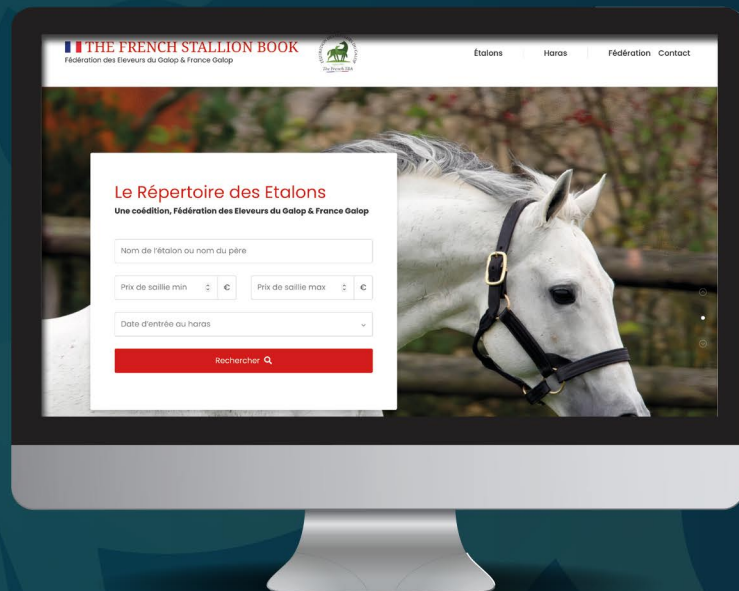 THE FRENCH STALLION BOOK
Fédération des Eleveurs du Galop & France Galop
Étalons
Haras
Fédération
Contact
Le Répertoire des Etalons
Une coédition, Fédération des Eleveurs du Galop & France Galop
Nom de l'étalon ou nom du père
Prix de saillie min € Prix de saillie max €
Date d'entrée au haras
Rechercher